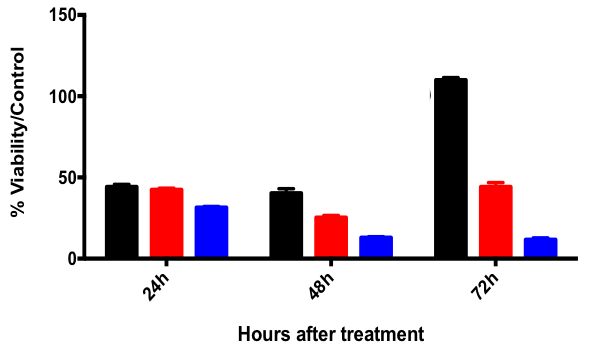 150
100
50
0
% Viability/Control
24h
48h
72h
Hours after treatment